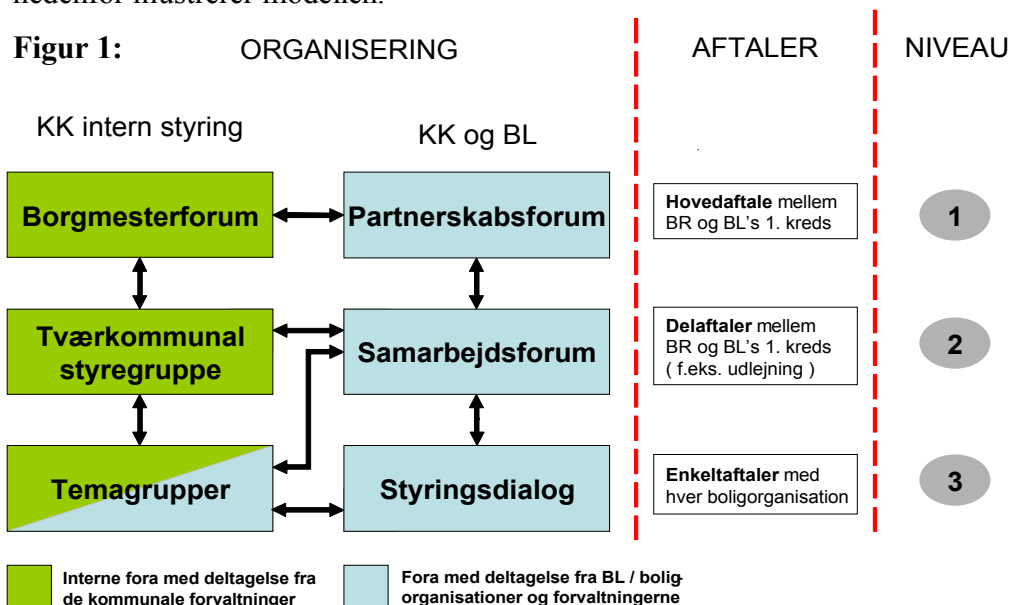 nedenfor illustrerer modellen.
Figur 1:
ORGANISERING
AFTALER
NIVEAU
KK intern styring
KK og BL
Borgmesterforum
Partnerskabsforum
Hovedaftale mellem
BR og BL's 1. kreds
1
Tværkommunal
styregruppe
Samarbejdsforum
Delaftaler mellem
BR og BL's 1. kreds
( f.eks. udlejning )
2
Temagrupper
Styringsdialog
Enkeltaftaler med
hver boligorganisation
3
Interne fora med deltagelse fra
de kommunale forvaltninger
Fora med deltagelse fra BL / bolig-
organisationer og forvaltningerne